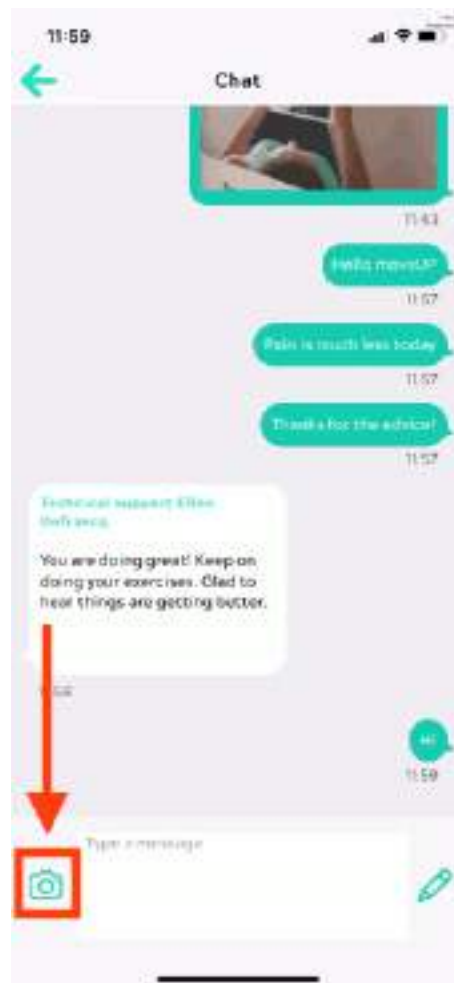 11:59
Chat
11:43
Hello moveUP
11:57
Pain is much less today
11:57
Thanks for the advice!
11:57
Technical support
You are doing great! Keep on
doing your exercises. Glad to
hear things are getting better.
Hi
11:59
Type a message